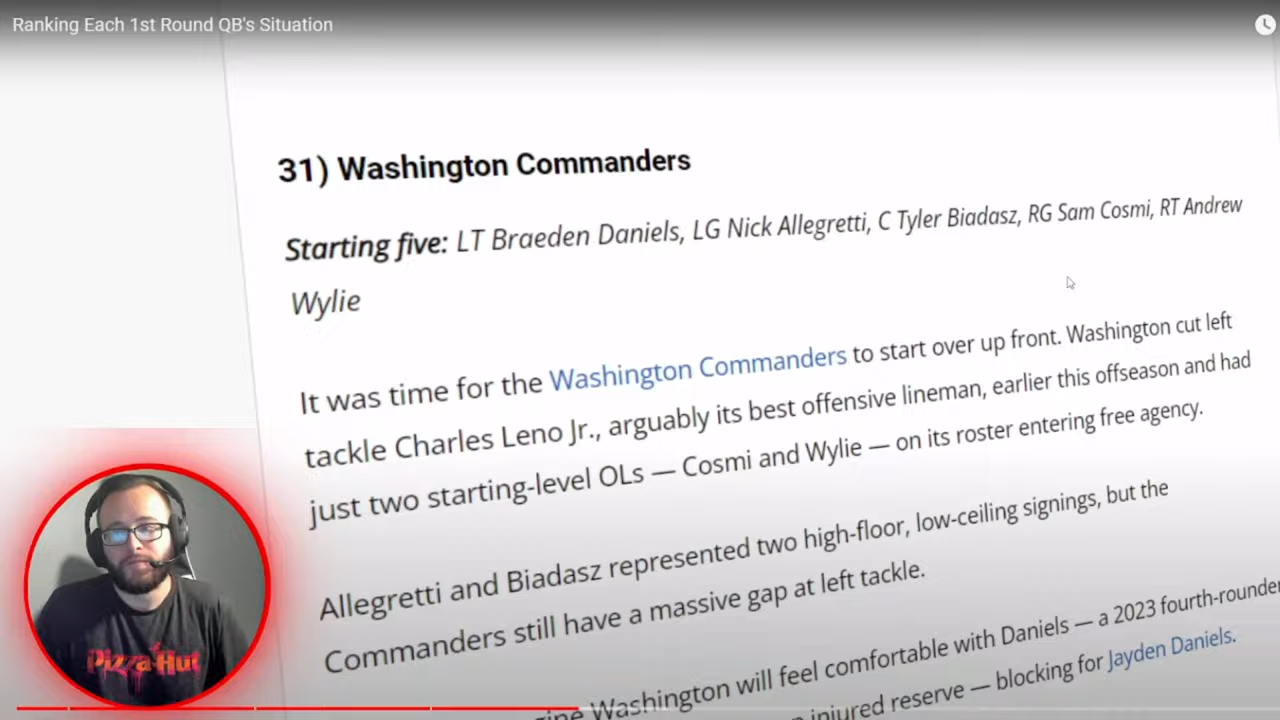 Ranking Each 1st Round QB's Situation
31) Washington Commanders
Starting five: LT Braeden Daniels, LG Nick Allegretti, C Tyler Biadasz, RG Sam Cosmi, RT Andrew
Wylie
It was time for the Washington Commanders to start over up front. Washington cut left
tackle Charles Leno Jr., arguably its best offensive lineman, earlier this offseason and had
just two starting-level OLs — Cosmi and Wylie — on its roster entering free agency.
Allegretti and Biadasz represented two high-floor, low-ceiling signings, but the
Commanders still have a massive gap at left tackle.
Washington will feel comfortable with Daniels — a 2023 fourth-rounder
injured reserve — blocking for Jayden Daniels.
Pizza Hut